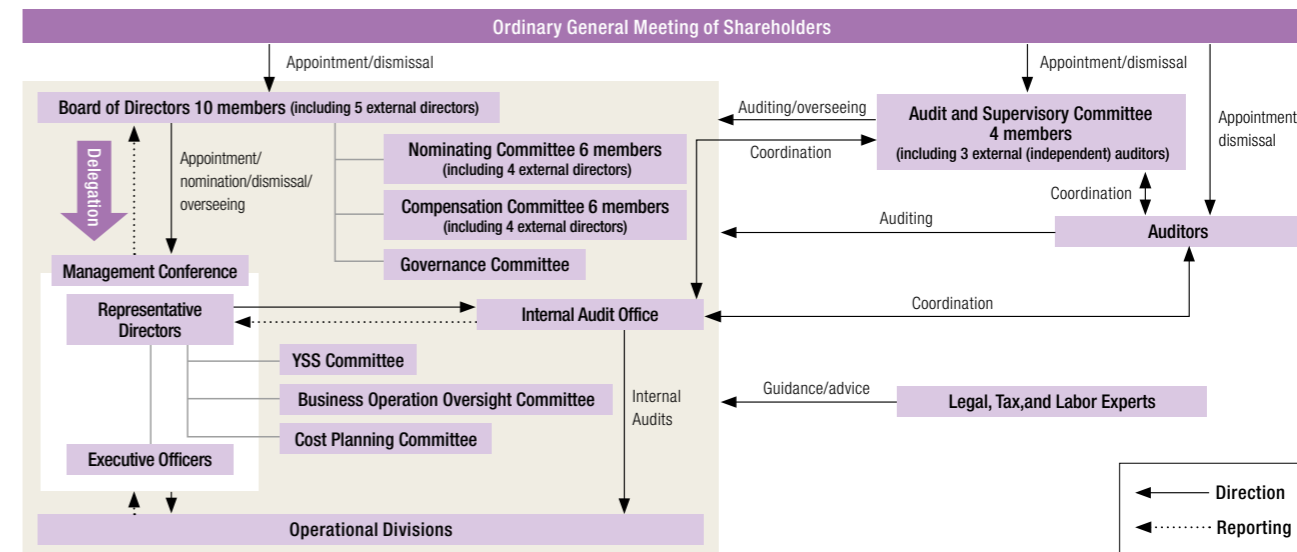 Ordinary General Meeting of Shareholders
Appointment/dismissal
Appointment/dismissal
Appointment
dismissal
Board of Directors 10 members (including 5 external directors)
Auditing/overseeing
Audit and Supervisory Committee
4 members
(including 3 external (independent) auditors)
Coordination
Delegation
Appointment/
nomination/dismissal/
overseeing
Nominating Committee 6 members
(including 4 external directors)
Compensation Committee 6 members
(including 4 external directors)
Governance Committee
Coordination
Auditing
Auditors
Management Conference
Representative
Directors
Internal Audit Office
Coordination
YSS Committee
Business Operation Oversight Committee
Cost Planning Committee
Internal
Audits
Guidance/advice
Legal, Tax,and Labor Experts
Executive Officers
Operational Divisions
Direction
Reporting